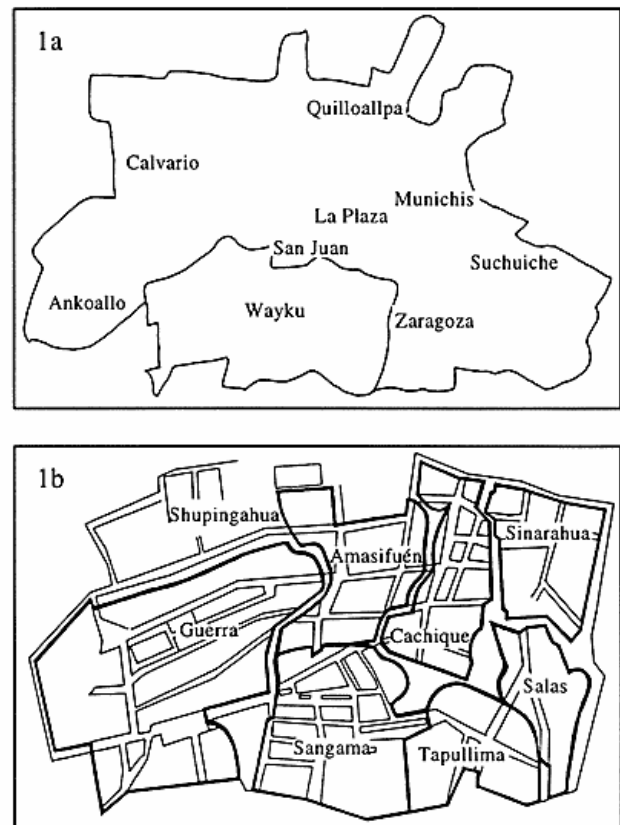 1a
Quilloallpa
Calvario
Munichis
La Plaza
San Juan
Suchuiche
Ankoallo
Wayku
Zaragoza
1b
Shupingahua
Sinarahua
Amasifuén
Guerra
Cachique
Salas
Sangama
Tapullima